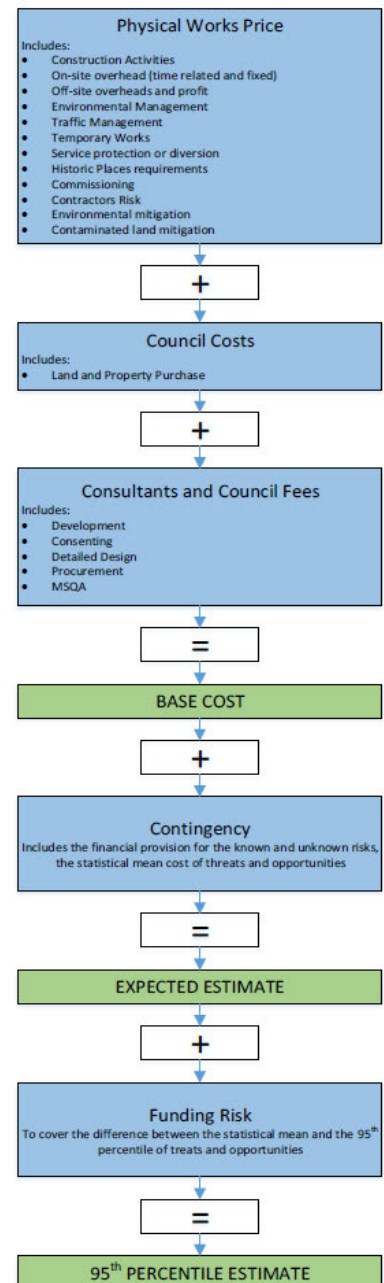 Physical Works Price
Includes:
• Construction Activities
• On-site overhead (time related and fixed)
• Off-site overheads and profit
• Environmental Management
• Traffic Management
• Temporary Works
• Service protection or diversion
• Historic Places requirements
• Commissioning
• Contractors Risk
• Environmental mitigation
• Contaminated land mitigation
+
Council Costs
Includes:
• Land and Property Purchase
+
Consultants and Council Fees
Includes:
• Development
• Consenting
• Detailed Design
• Procurement
• MSQA
=
BASE COST
+
Contingency
Includes the financial provision for the known and unknown risks,
the statistical mean cost of threats and opportunities
=
EXPECTED ESTIMATE
+
Funding Risk
To cover the difference between the statistical mean and the 95th
percentile of treats and opportunities
=
95th PERCENTILE ESTIMATE